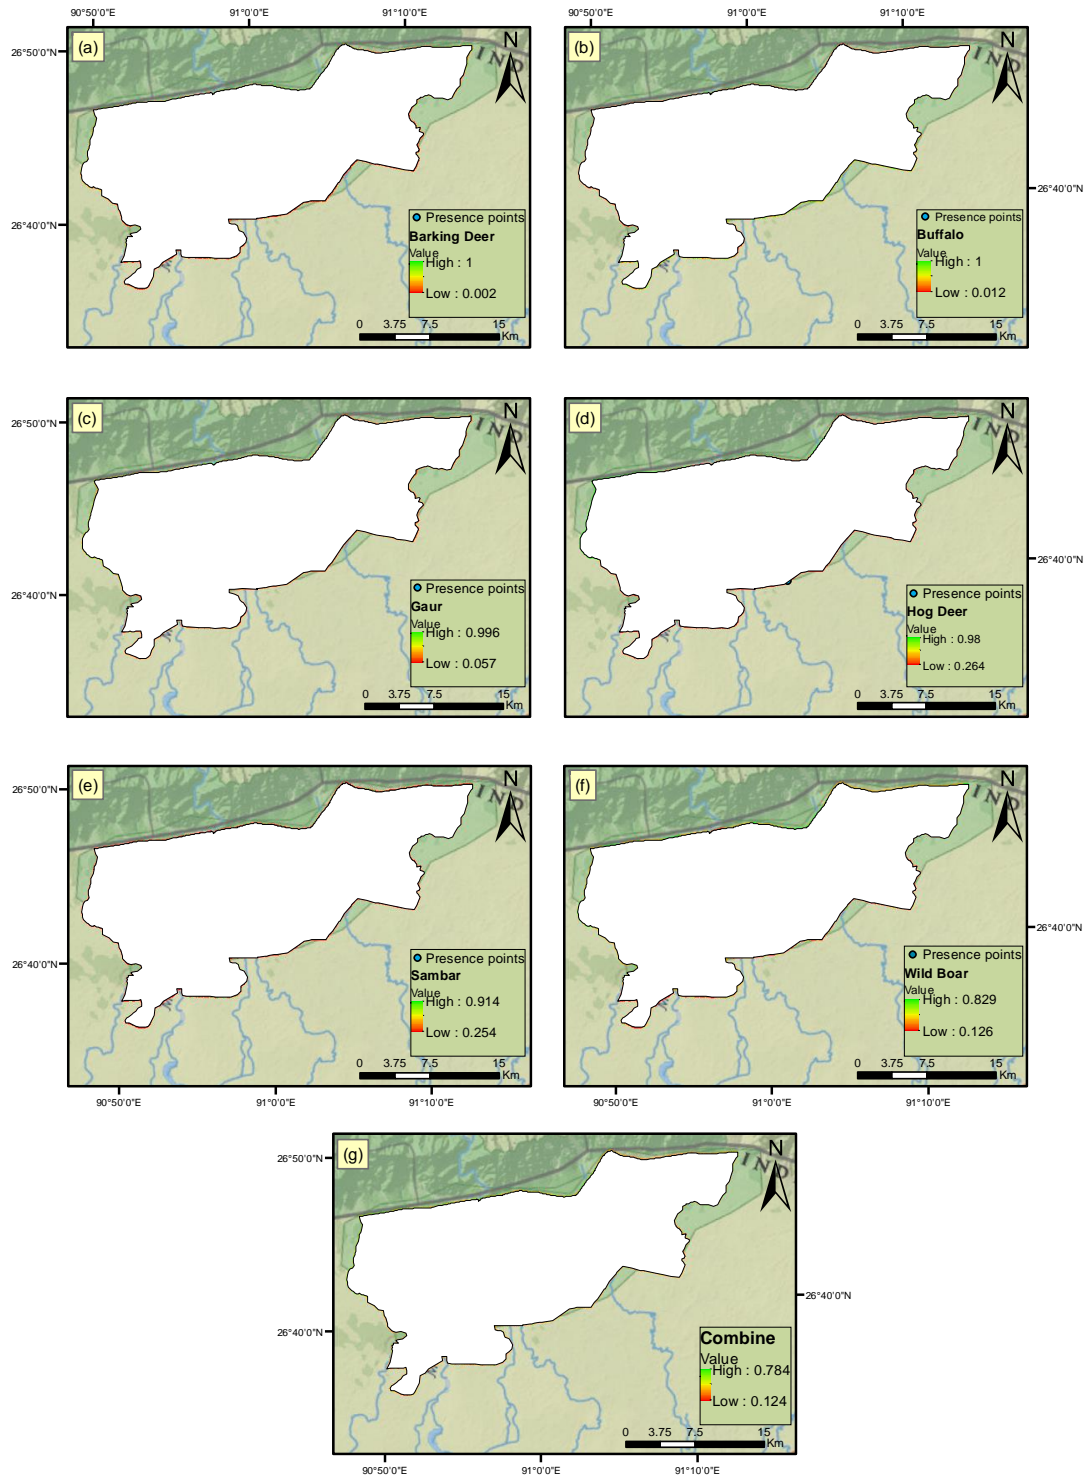 90°50'0"E 91°0'0"E 91°10'0"E
90°50'0"E 91°0'0"E 91°10'0"E
26°50'0"N
26°40'0"N
(a)
N
IND
Presence points
Barking Deer
Value
High : 1
Low : 0.002
0 3.75 7.5 15
Km
(b)
N
IND
26°40'0"N
Presence points
Buffalo
Value
High : 1
Low : 0.012
0 3.75 7.5 15
Km
26°50'0"N
26°40'0"N
(c)
N
IND
Presence points
Gaur
Value
High : 0.996
Low : 0.057
0 3.75 7.5 15
Km
(d)
N
IND
26°40'0"N
Presence points
Hog Deer
Value
High : 0.98
Low : 0.264
0 3.75 7.5 15
Km
26°50'0"N
26°40'0"N
(e)
N
IND
Presence points
Sambar
Value
High : 0.914
Low : 0.254
0 3.75 7.5 15
Km
90°50'0"E 91°0'0"E 91°10'0"E
(f)
N
IND
26°40'0"N
Presence points
Wild Boar
Value
High : 0.829
Low : 0.126
0 3.75 7.5 15
Km
90°50'0"E 91°0'0"E 91°10'0"E
26°50'0"N
26°40'0"N
(g)
N
IND
26°40'0"N
Combine
Value
High : 0.784
Low : 0.124
0 3.75 7.5 15
Km
90°50'0"E 91°0'0"E 91°10'0"E